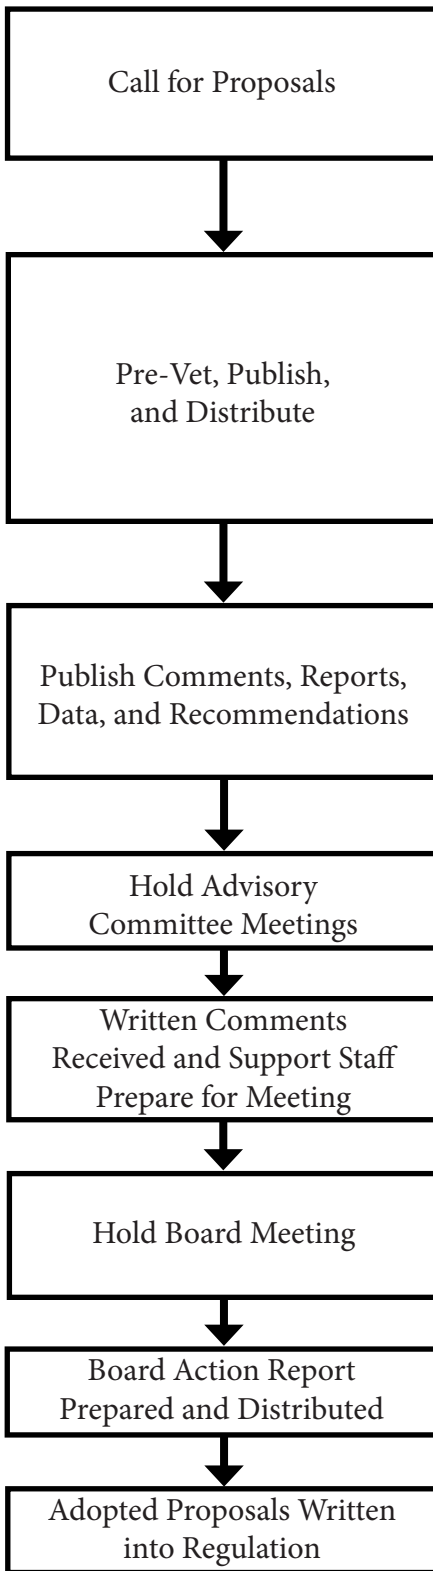 Call for Proposals
Pre-Vet, Publish,
and Distribute
Publish Comments, Reports,
Data, and Recommendations
Hold Advisory
Committee Meetings
Written Comments
Received and Support Staff
Prepare for Meeting
Hold Board Meeting
Board Action Report
Prepared and Distributed
Adopted Proposals Written
into Regulation